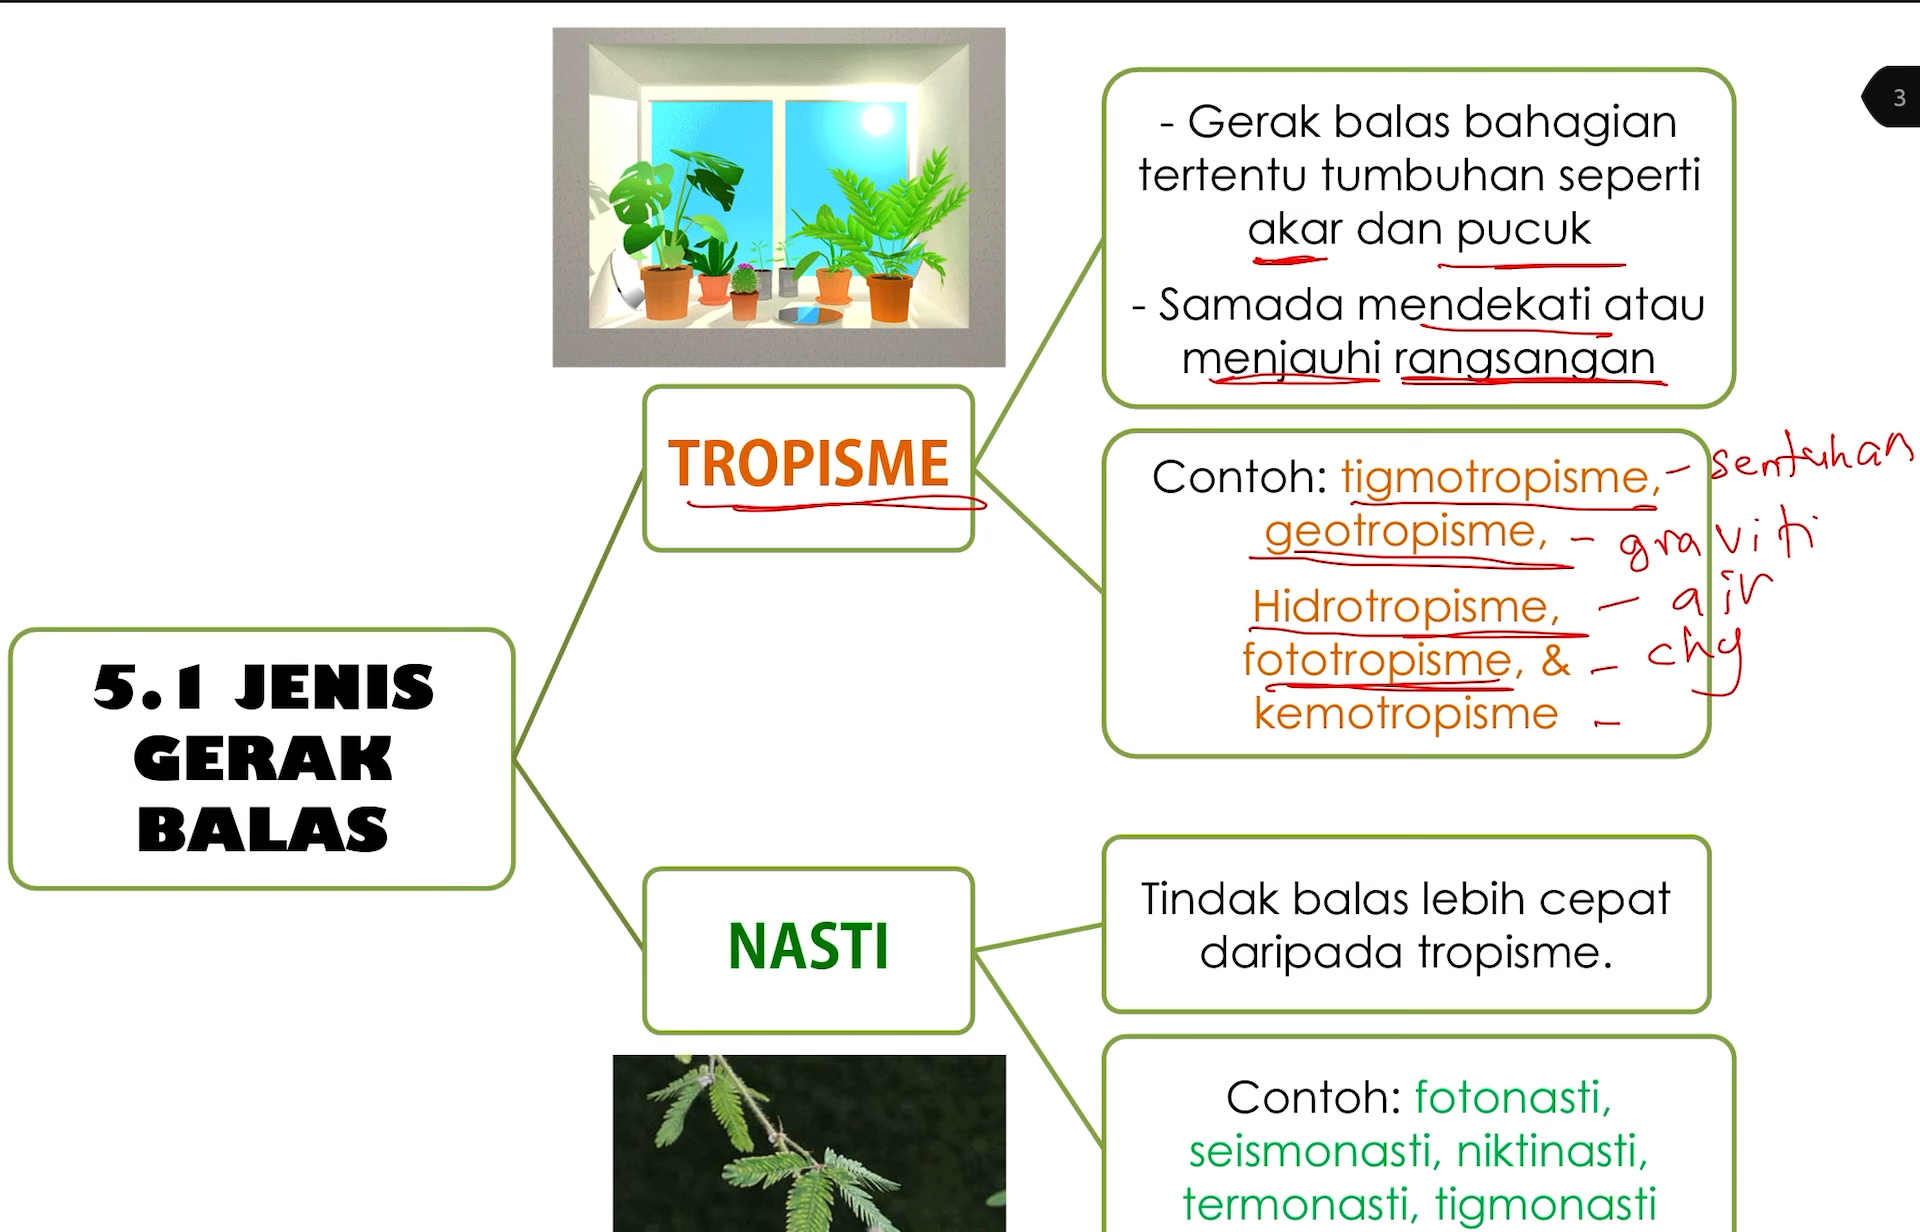 3
- Gerak balas bahagian
tertentu tumbuhan seperti
akar dan pucuk
- Samada mendekati atau
menjauhi rangsangan
TROPISME
Contoh: tigmotropisme, - sentuhan
geotropisme, - graviti
Hidrotropisme, - air
fototropisme, & - chy
kemotropisme -
5.1 JENIS
GERAK
BALAS
NASTI
Tindak balas lebih cepat
daripada tropisme.
Contoh: fotonasti,
seismonasti, niktinasti,
termonasti, tigmonasti